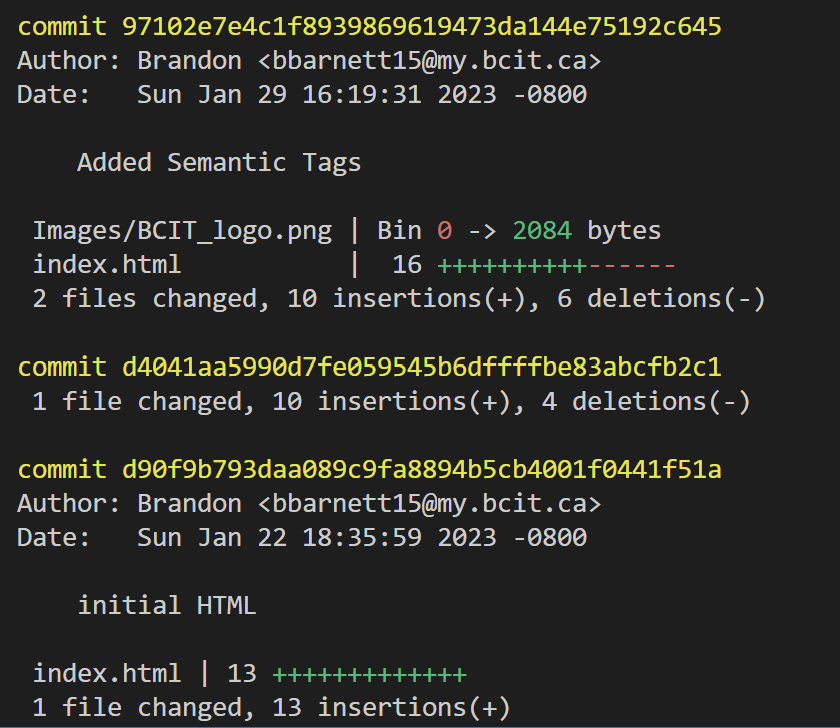 commit 97102e7e4c1f8939869619473da144e75192c645
Author: Brandon <bbarnett15@my.bcit.ca>
Date:   Sun Jan 29 16:19:31 2023 -0800
Added Semantic Tags
Images/BCIT_logo.png | Bin 0 -> 2084 bytes
index.html           |  16 ++++++++++------
2 files changed, 10 insertions(+), 6 deletions(-)
commit d4041aa5990d7fe059545b6dffffbe83abcfb2c1
1 file changed, 10 insertions(+), 4 deletions(-)
commit d90f9b793daa089c9fa8894b5cb4001f0441f51a
Author: Brandon <bbarnett15@my.bcit.ca>
Date:   Sun Jan 22 18:35:59 2023 -0800
initial HTML
index.html | 13 +++++++++++++
1 file changed, 13 insertions(+)